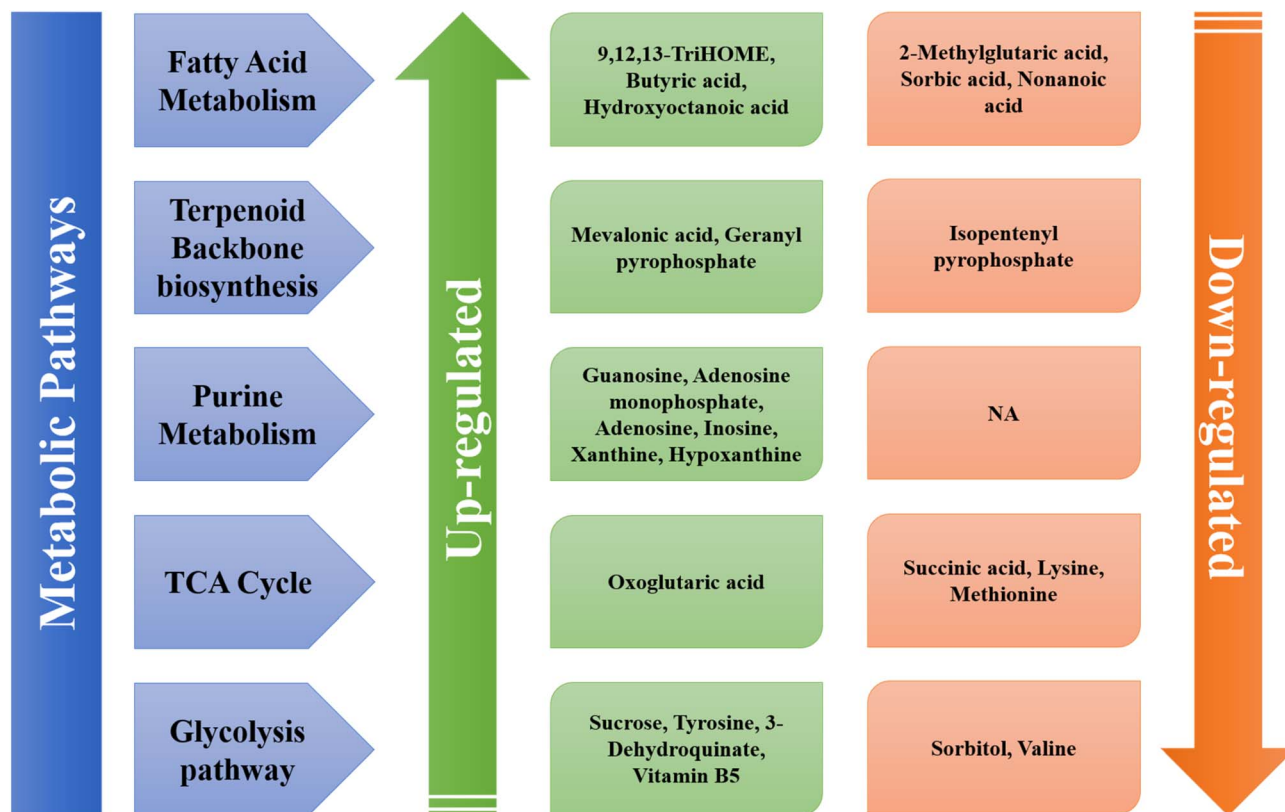 Metabolic Pathways
Fatty Acid
Metabolism
Up-regulated
9,12,13-TriHOME,
Butyric acid,
Hydroxyoctanoic acid
2-Methylglutaric acid,
Sorbic acid, Nonanoic
acid
Down-regulated
Terpenoid
Backbone
biosynthesis
Mevalonic acid, Geranyl
pyrophosphate
Isopentenyl
pyrophosphate
Purine
Metabolism
Guanosine, Adenosine
monophosphate,
Adenosine, Inosine,
Xanthine, Hypoxanthine
NA
TCA Cycle
Oxoglutaric acid
Succinic acid, Lysine,
Methionine
Glycolysis
pathway
Sucrose, Tyrosine, 3-
Dehydroquinate,
Vitamin B5
Sorbitol, Valine